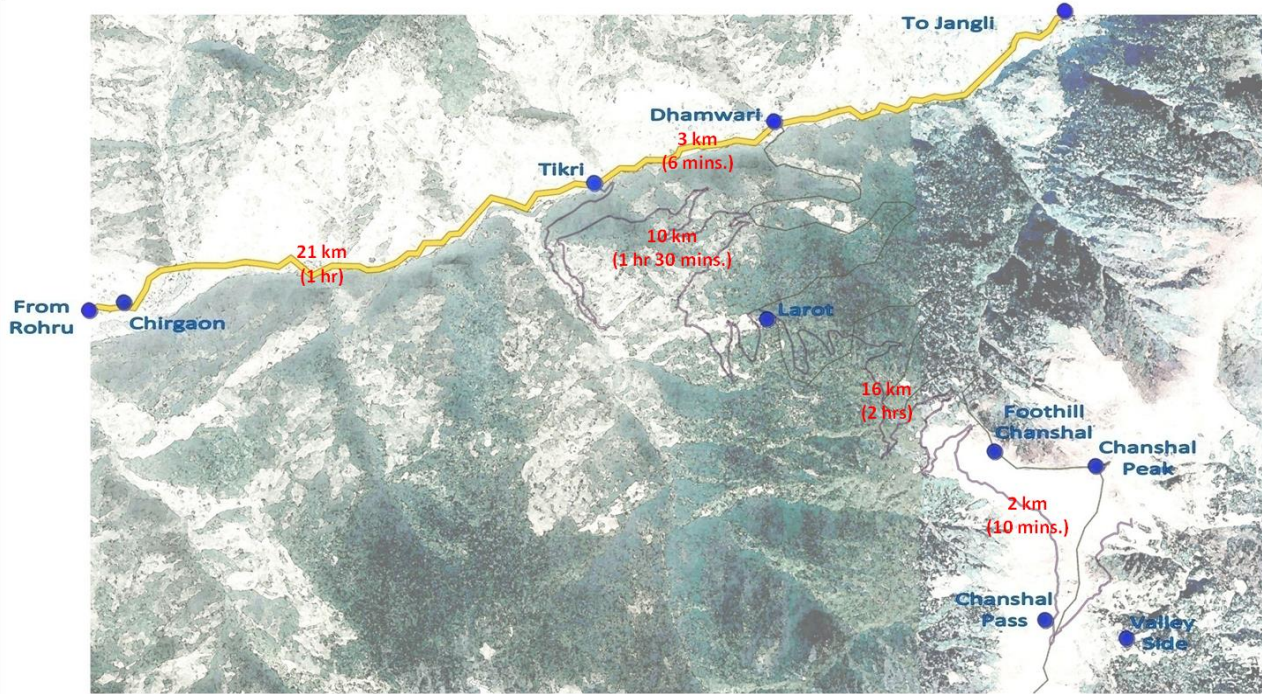 To Jangli
Dhamwari
3 km
(6 mins.)
Tikri
10 km
(1 hr 30 mins.)
21 km
(1 hr)
From
Rohru
Chirgaon
Larot
16 km
(2 hrs)
Foothill
Chanshal
Chanshal
Peak
2 km
(10 mins.)
Chanshal
Pass
Valley
Side